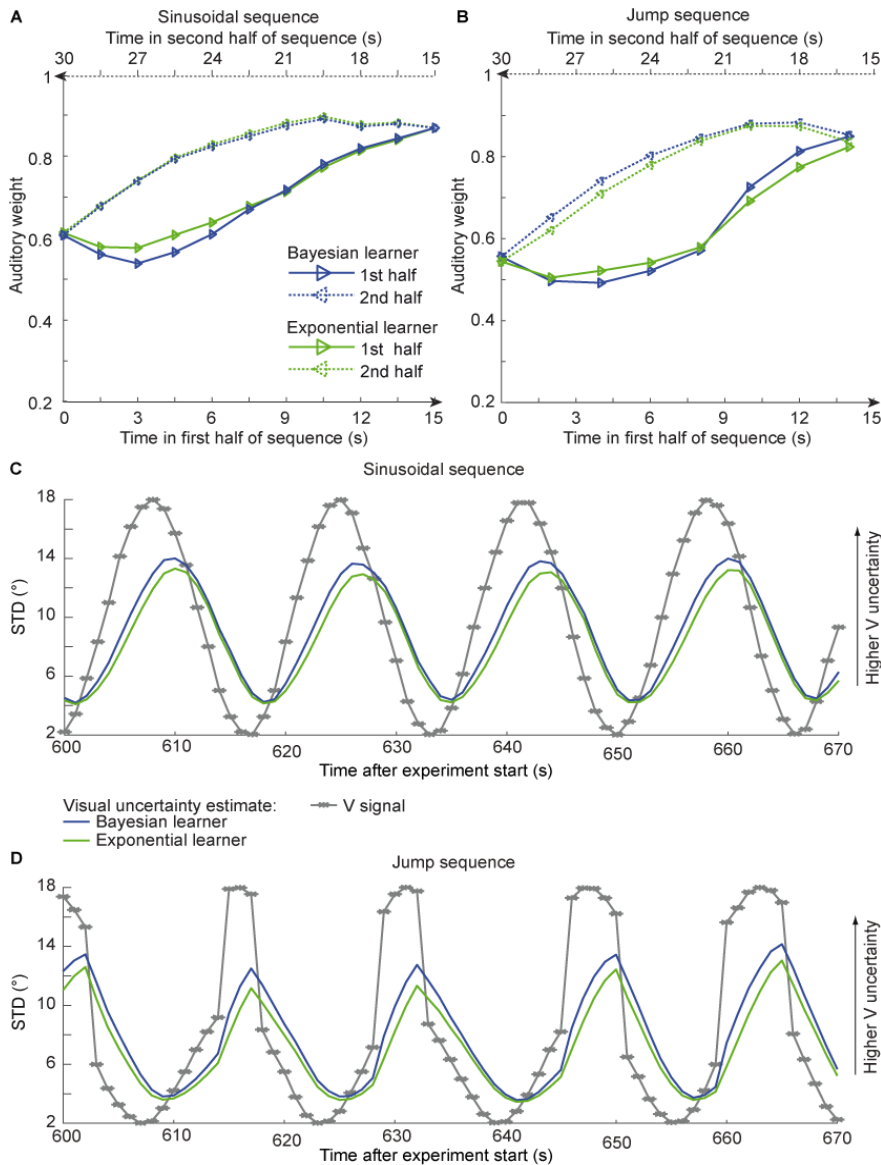 A
Sinusoidal sequence
Time in second half of sequence (s)
30 27 24 21 18 15
1
0.8
0.6
0.4
0.2
Auditory weight
Bayesian learner
1st half
2nd half
Exponential learner
1st half
2nd half
0 3 6 9 12 15
Time in first half of sequence (s)
B
Jump sequence
Time in second half of sequence (s)
30 27 24 21 18 15
1
0.8
0.6
0.4
0.2
Auditory weight
0 3 6 9 12 15
Time in first half of sequence (s)
C
Sinusoidal sequence
18
14
10
6
2
STD (°)
Higher V uncertainty
600 610 620 630 640 650 660 670
Time after experiment start (s)
Visual uncertainty estimate:
V signal
Bayesian learner
Exponential learner
D
Jump sequence
18
14
10
6
2
STD (°)
Higher V uncertainty
600 610 620 630 640 650 660 670
Time after experiment start (s)